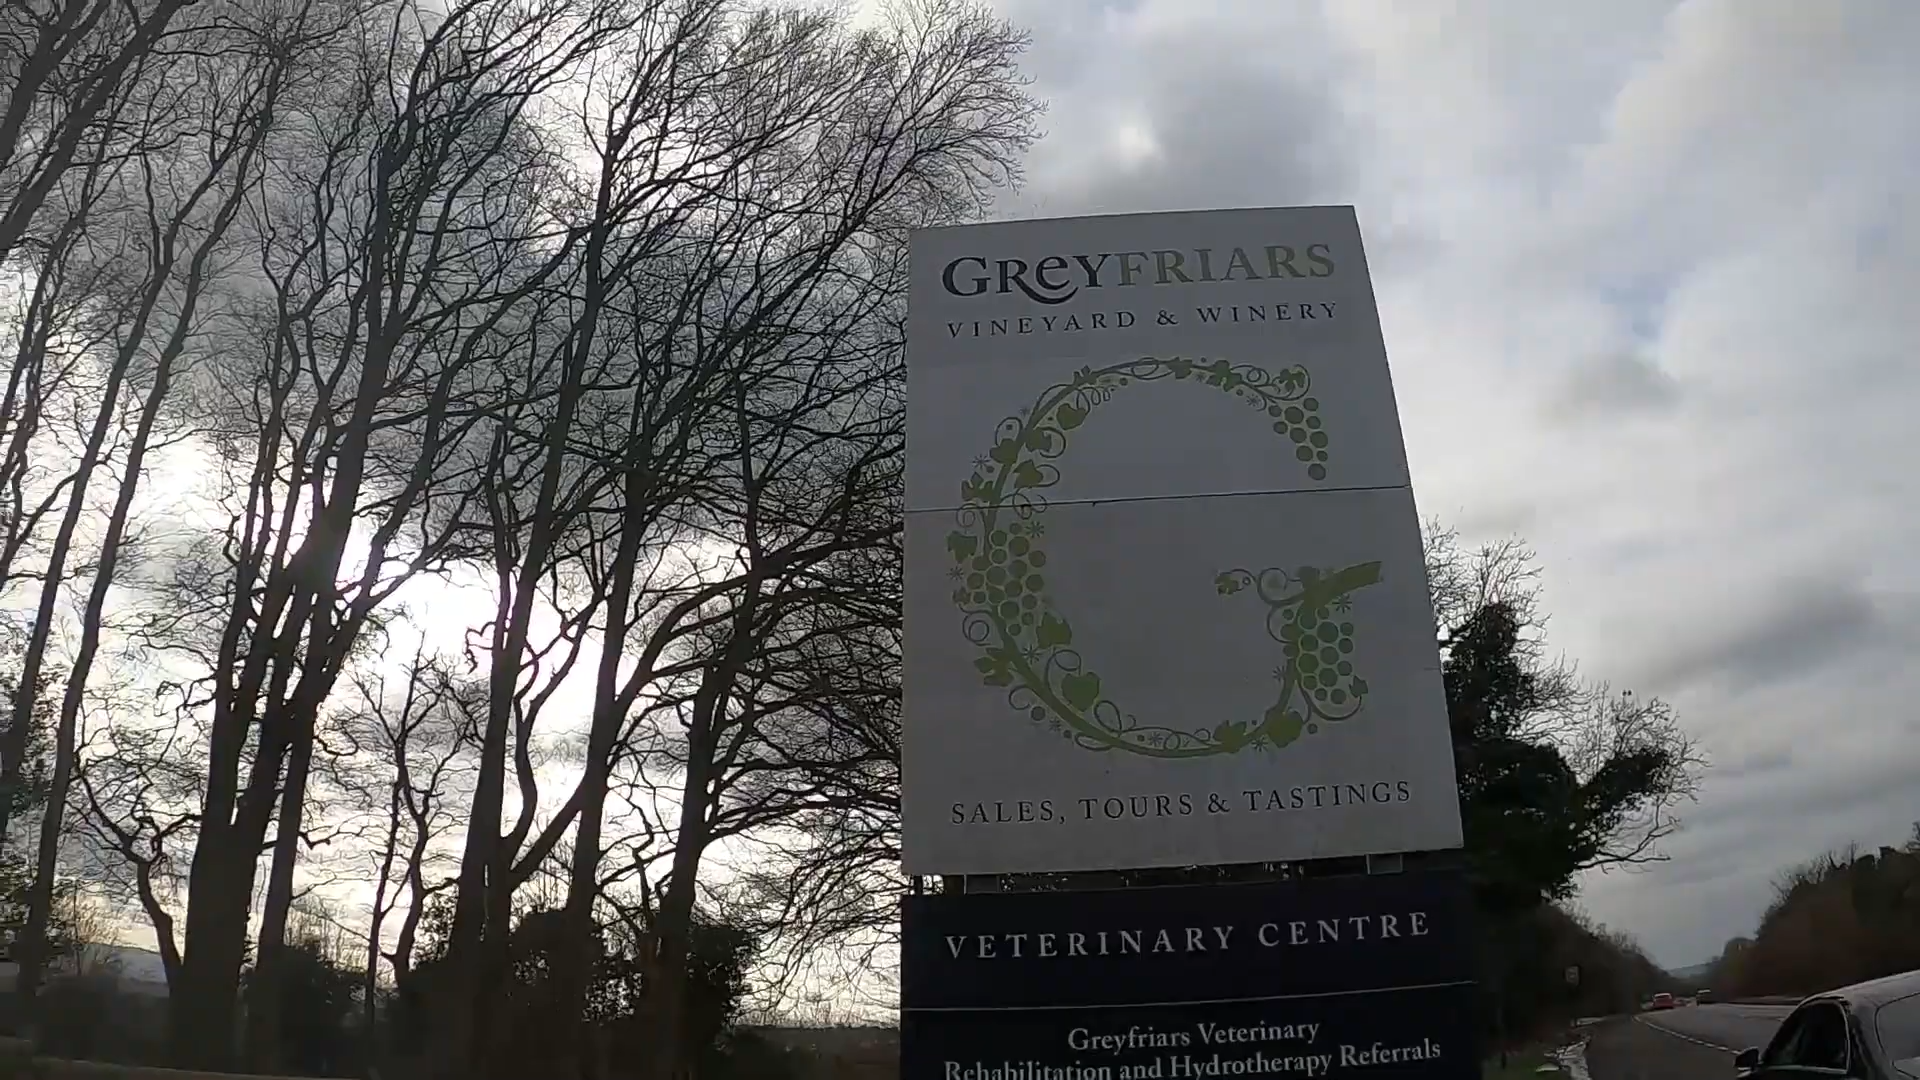 GREYFRIARS
VINEYARD & WINERY
SALES, TOURS & TASTINGS
VETERINARY CENTRE
Greyfriars Veterinary
Rehabilitation and Hydrotherapy Referrals